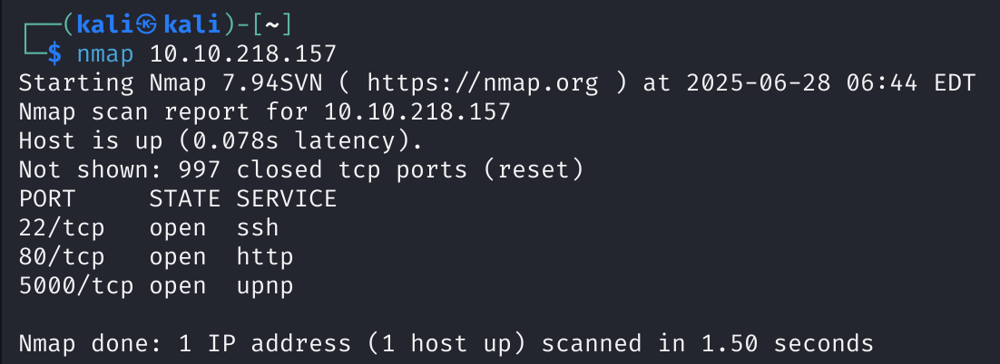 ┌──(kali㉿kali)-[~]
└─$ nmap 10.10.218.157
Starting Nmap 7.94SVN ( https://nmap.org ) at 2025-06-28 06:44 EDT
Nmap scan report for 10.10.218.157
Host is up (0.078s latency).
Not shown: 997 closed tcp ports (reset)
PORT     STATE SERVICE
22/tcp   open  ssh
80/tcp   open  http
5000/tcp open  upnp
Nmap done: 1 IP address (1 host up) scanned in 1.50 seconds